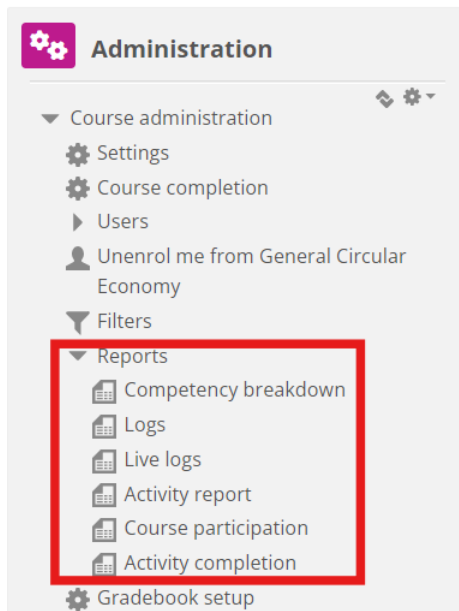 Administration
Course administration
Settings
Course completion
Users
Unenrol me from General Circular
Economy
Filters
Reports
Competency breakdown
Logs
Live logs
Activity report
Course participation
Activity completion
Gradebook setup